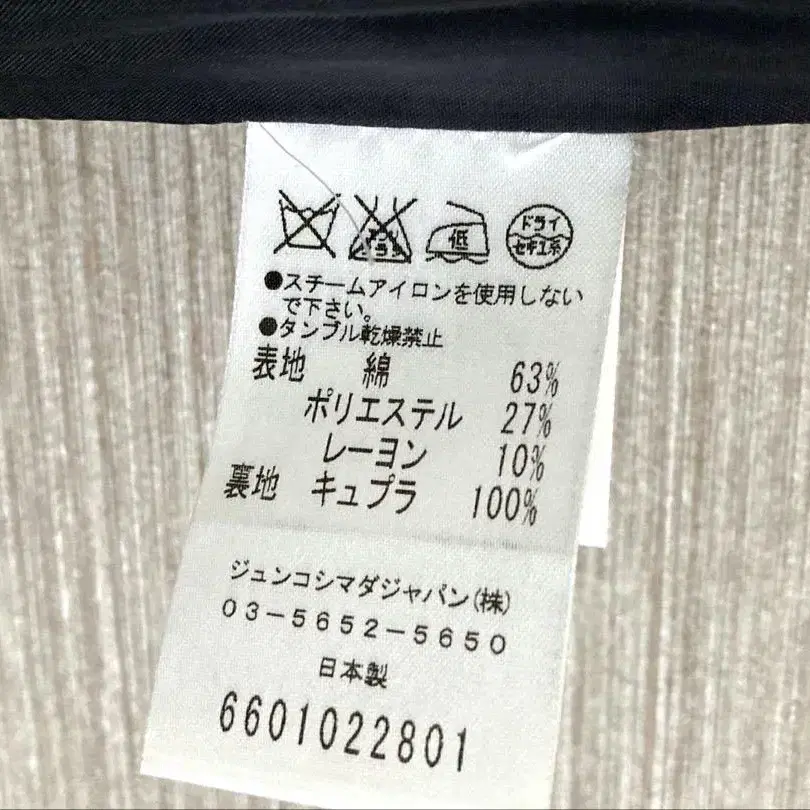 低
ドライ
セキユ系
●スチームアイロンを使用しない
で下さい。
●タンブル乾燥禁止
表地 綿 63%
ポリエステル 27%
レーヨン 10%
裏地 キュプラ 100%
ジュンコシマダジャパン(株)
03-5652-5650
日本製
6601022801